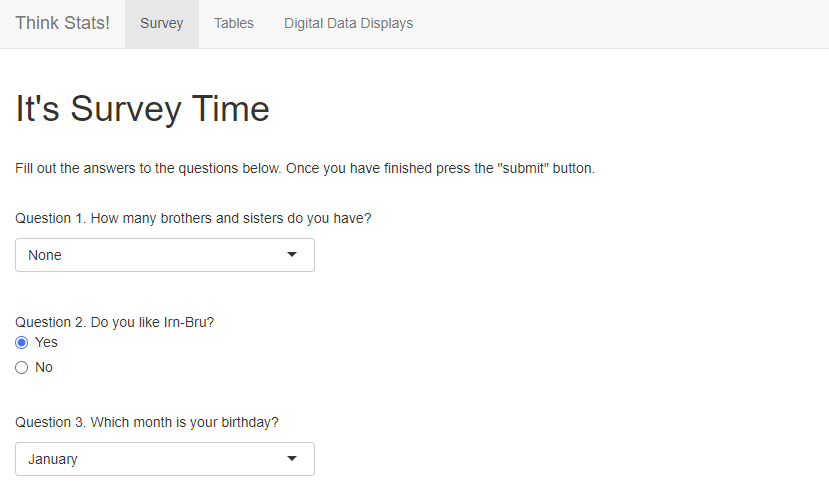 Think Stats! Survey Tables Digital Data Displays
It's Survey Time
Fill out the answers to the questions below. Once you have finished press the "submit" button.
Question 1. How many brothers and sisters do you have?
None
Question 2. Do you like Irn-Bru?
Yes
No
Question 3. Which month is your birthday?
January